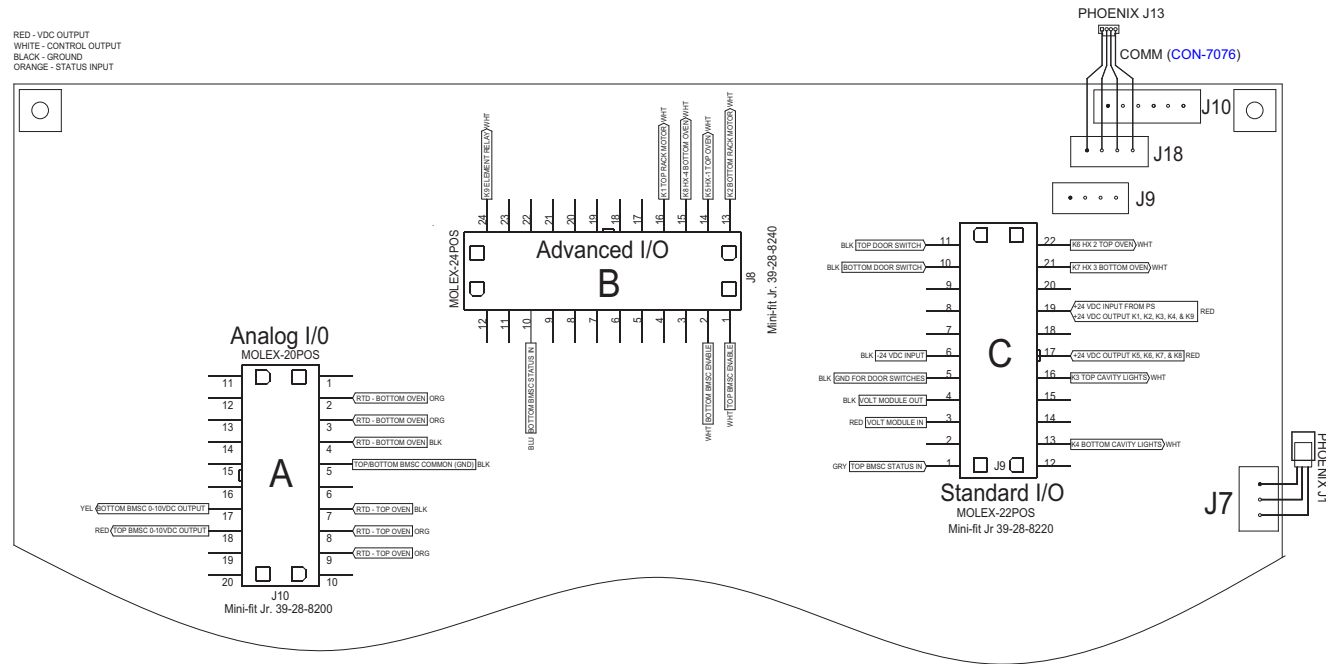 RED - VDC OUTPUT
WHITE - CONTROL OUTPUT
BLACK - GROUND
ORANGE - STATUS INPUT
PHOENIX J13
COMM (CON-7076)
J10
J18
J9
K9 ELEMENT RELAY WHT
K1 TOP RACK MOTOR WHT
K8 HX-4 BOTTOM OVEN WHT
K5 HX-1 TOP OVEN WHT
K2 BOTTOM RACK MOTOR WHT
24 23 22 21 20 19 18 17 16 15 14 13
MOLEX-24POS
Advanced I/O
B
J8
Mini-fit Jr. 39-28-8240
12 11 10 9 8 7 6 5 4 3 2 1
BLU BOTTOM BMSC STATUS IN
WHT BOTTOM BMSC ENABLE
WHT TOP BMSC ENABLE
Analog I/0
MOLEX-20POS
11 1
12 2 RTD - BOTTOM OVEN ORG
13 3 RTD - BOTTOM OVEN ORG
14 4 RTD - BOTTOM OVEN BLK
15 5 TOP/BOTTOM BMSC COMMON (GND) BLK
A
16 6
YEL BOTTOM BMSC 0-10VDC OUTPUT 17 7 RTD - TOP OVEN BLK
RED TOP BMSC 0-10VDC OUTPUT 18 8 RTD - TOP OVEN ORG
19 9 RTD - TOP OVEN ORG
20 10
J10
Mini-fit Jr. 39-28-8200
BLK TOP DOOR SWITCH 11 22 K6 HX 2 TOP OVEN WHT
BLK BOTTOM DOOR SWITCH 10 21 K7 HX 3 BOTTOM OVEN WHT
9 20
8 19 +24 VDC INPUT FROM PS
+24 VDC OUTPUT K1, K2, K3, K4, & K9 RED
7 18
BLK -24 VDC INPUT 6 17 +24 VDC OUTPUT K5, K6, K7, & K8 RED
C
BLK GND FOR DOOR SWITCHES 5 16 K3 TOP CAVITY LIGHTS WHT
BLK VOLT MODULE OUT 4 15
RED VOLT MODULE IN 3 14
2 13 K4 BOTTOM CAVITY LIGHTS WHT
GRY TOP BMSC STATUS IN 1 J9 12
Standard I/O
MOLEX-22POS
Mini-fit Jr 39-28-8220
J7
PHOENIX J1